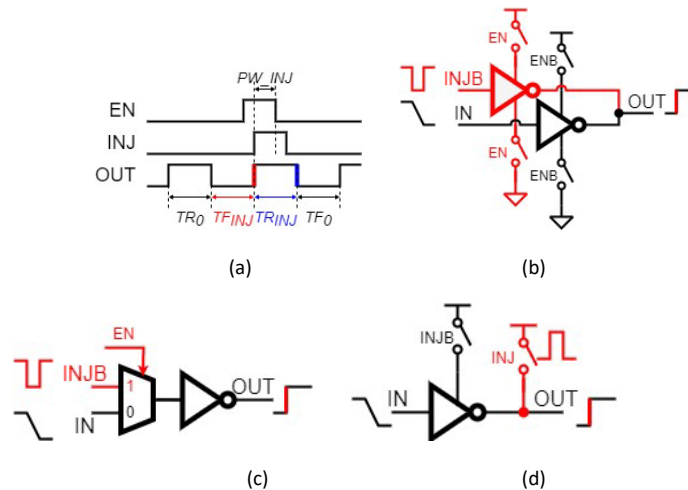 PW_INJ
EN
INJ
OUT
TR0 TFINJ TRINJ TF0
(a)
EN
ENB
INJB
OUT
IN
EN
ENB
(b)
EN
INJB
1
OUT
IN
0
(c)
INJB
INJ
IN
OUT
(d)